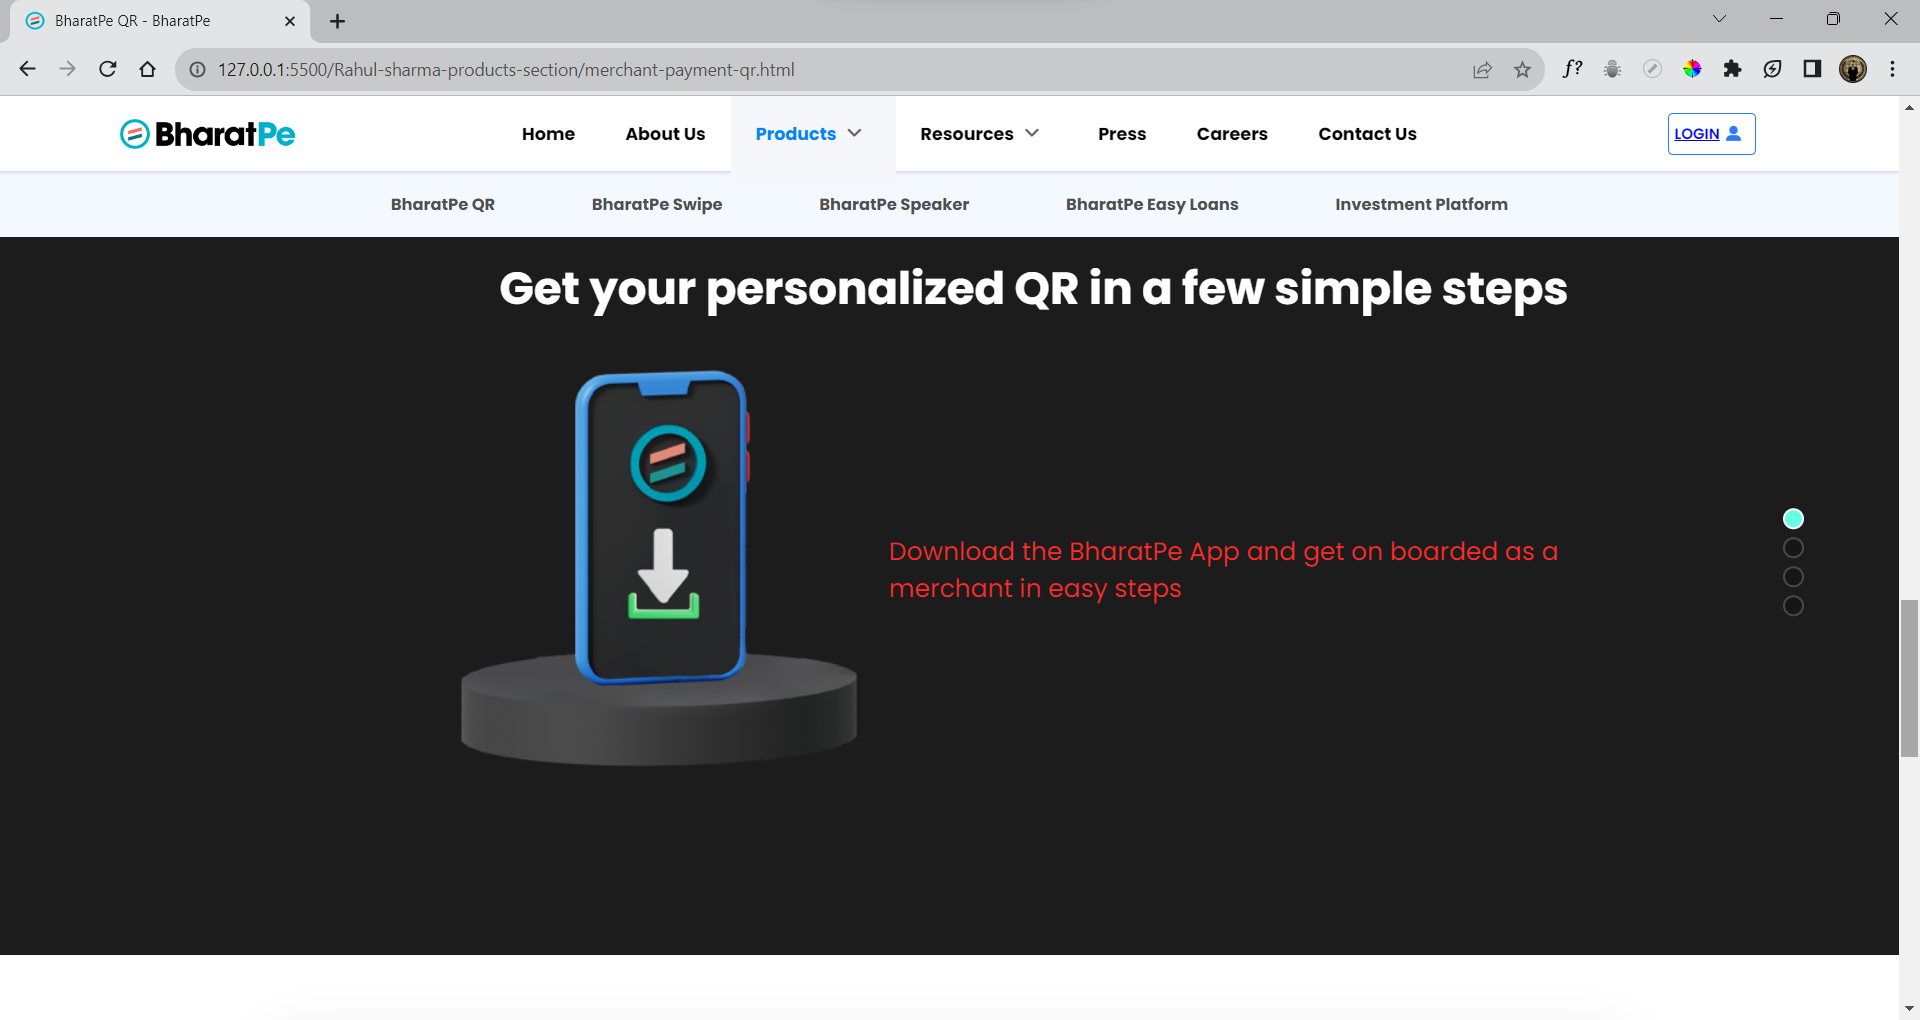 BharatPe QR - BharatPe
127.0.0.1:5500/Rahul-sharma-products-section/merchant-payment-qr.html
f?
BharatPe
Home
About Us
Products
Resources
Press
Careers
Contact Us
LOGIN
BharatPe QR
BharatPe Swipe
BharatPe Speaker
BharatPe Easy Loans
Investment Platform
Get your personalized QR in a few simple steps
Download the BharatPe App and get on boarded as a
merchant in easy steps